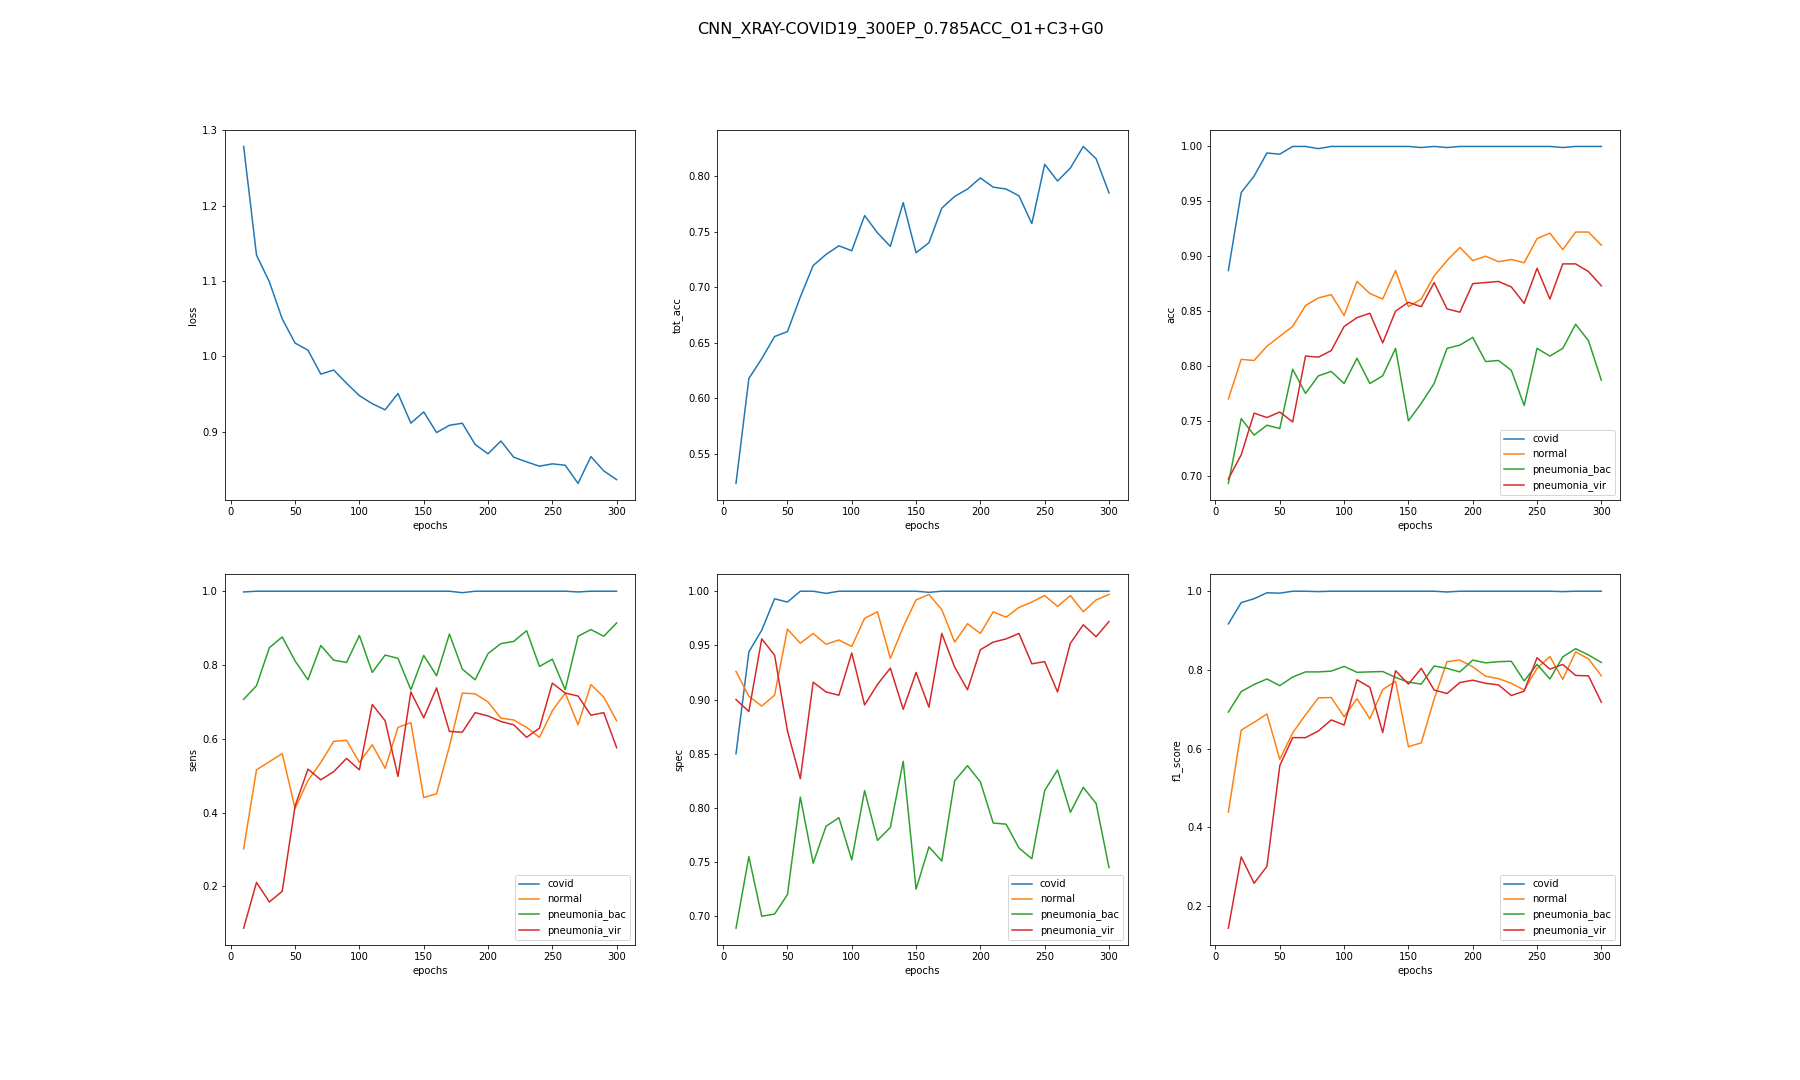 CNN_XRAY-COVID19_300EP_0.785ACC_O1+C3+G0
1.3
1.2
1.1
1.0
0.9
loss
0 50 100 150 200 250 300
epochs
0.80
0.75
0.70
0.65
0.60
0.55
tot_acc
0 50 100 150 200 250 300
epochs
1.00
0.95
0.90
0.85
0.80
0.75
0.70
acc
covid
normal
pneumonia_bac
pneumonia_vir
0 50 100 150 200 250 300
epochs
1.0
0.8
0.6
0.4
0.2
sens
covid
normal
pneumonia_bac
pneumonia_vir
0 50 100 150 200 250 300
epochs
1.00
0.95
0.90
0.85
0.80
0.75
0.70
spec
covid
normal
pneumonia_bac
pneumonia_vir
0 50 100 150 200 250 300
epochs
1.0
0.8
0.6
0.4
0.2
f1_score
covid
normal
pneumonia_bac
pneumonia_vir
0 50 100 150 200 250 300
epochs